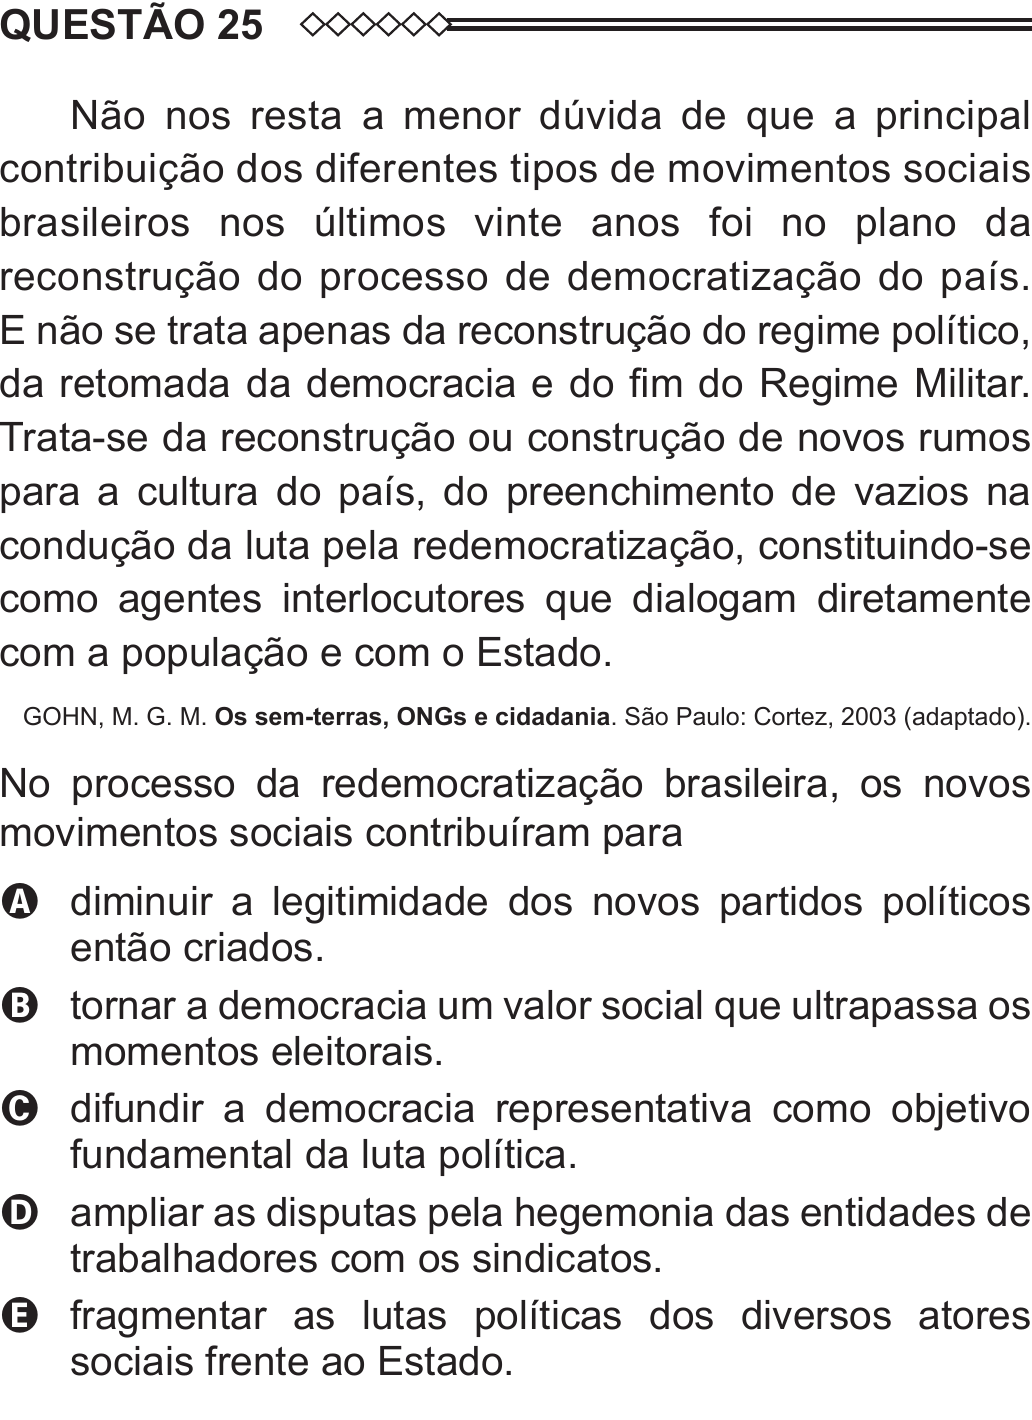 QUESTÃO 25
Não nos resta a menor dúvida de que a principal
contribuição dos diferentes tipos de movimentos sociais
brasileiros nos últimos vinte anos foi no plano da
reconstrução do processo de democratização do país.
E não se trata apenas da reconstrução do regime político,
da retomada da democracia e do fim do Regime Militar.
Trata-se da reconstrução ou construção de novos rumos
para a cultura do país, do preenchimento de vazios na
condução da luta pela redemocratização, constituindo-se
como agentes interlocutores que dialogam diretamente
com a população e com o Estado.
GOHN, M. G. M. Os sem-terras, ONGs e cidadania. São Paulo: Cortez, 2003 (adaptado).
No processo da redemocratização brasileira, os novos
movimentos sociais contribuíram para
A diminuir a legitimidade dos novos partidos políticos
então criados.
B tornar a democracia um valor social que ultrapassa os
momentos eleitorais.
C difundir a democracia representativa como objetivo
fundamental da luta política.
D ampliar as disputas pela hegemonia das entidades de
trabalhadores com os sindicatos.
E fragmentar as lutas políticas dos diversos atores
sociais frente ao Estado.